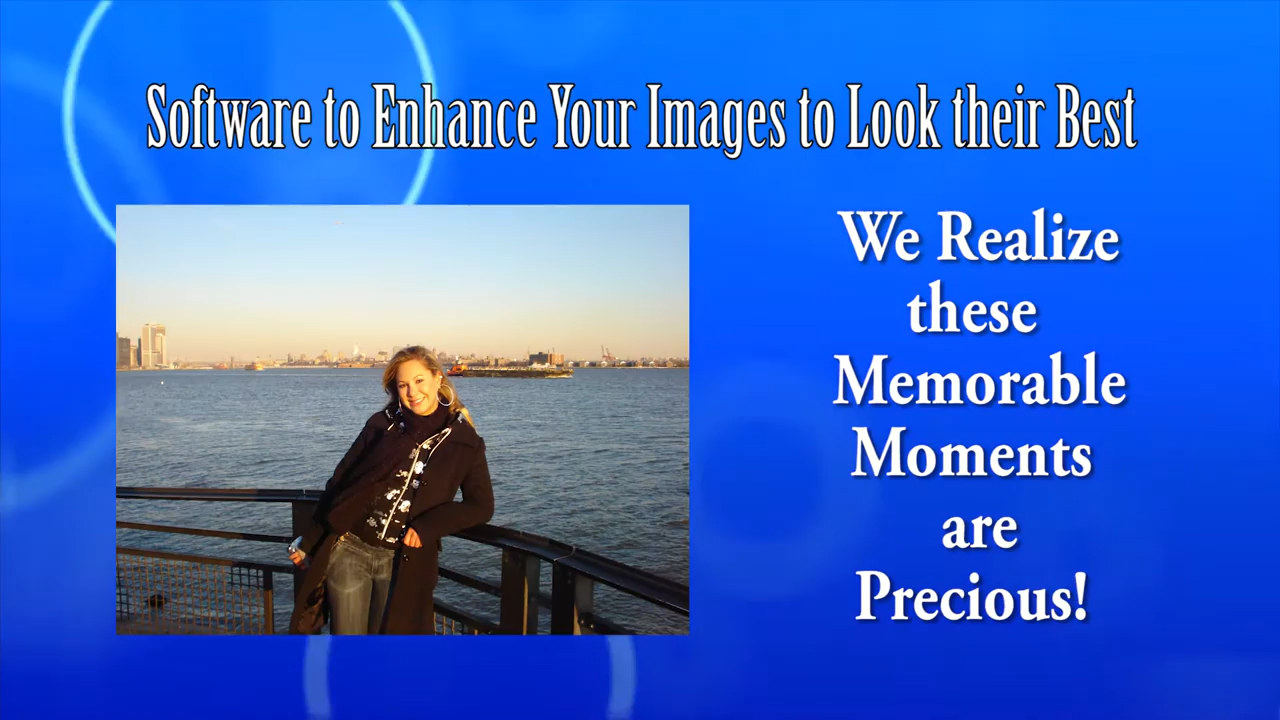 Software to Enhance Your Images to Look their Best
We Realize
these
Memorable
Moments
are
Precious!